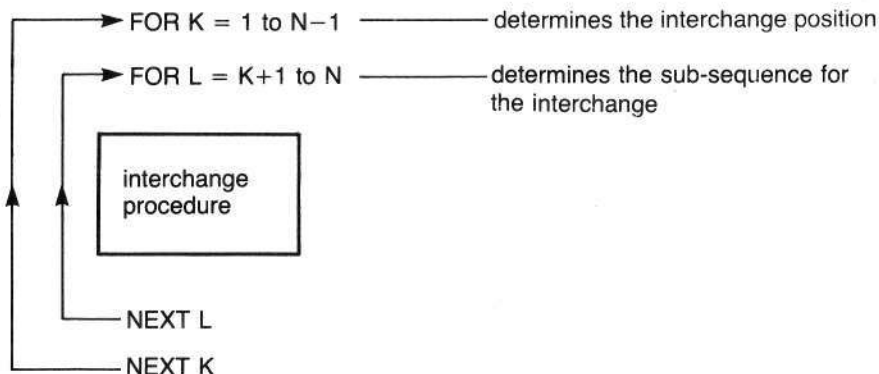 FOR K = 1 to N−1 determines the interchange position
FOR L = K+1 to N determines the sub-sequence for
the interchange
interchange
procedure
NEXT L
NEXT K